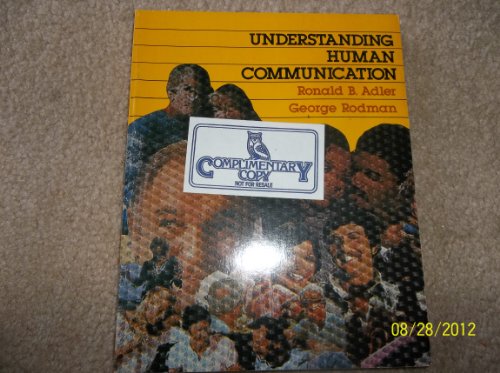 UNDERSTANDING
HUMAN
COMMUNICATION
Ronald B. Adler
George Rodman
COMPLIMENTARY
COPY
NOT FOR RESALE
08/28/2012